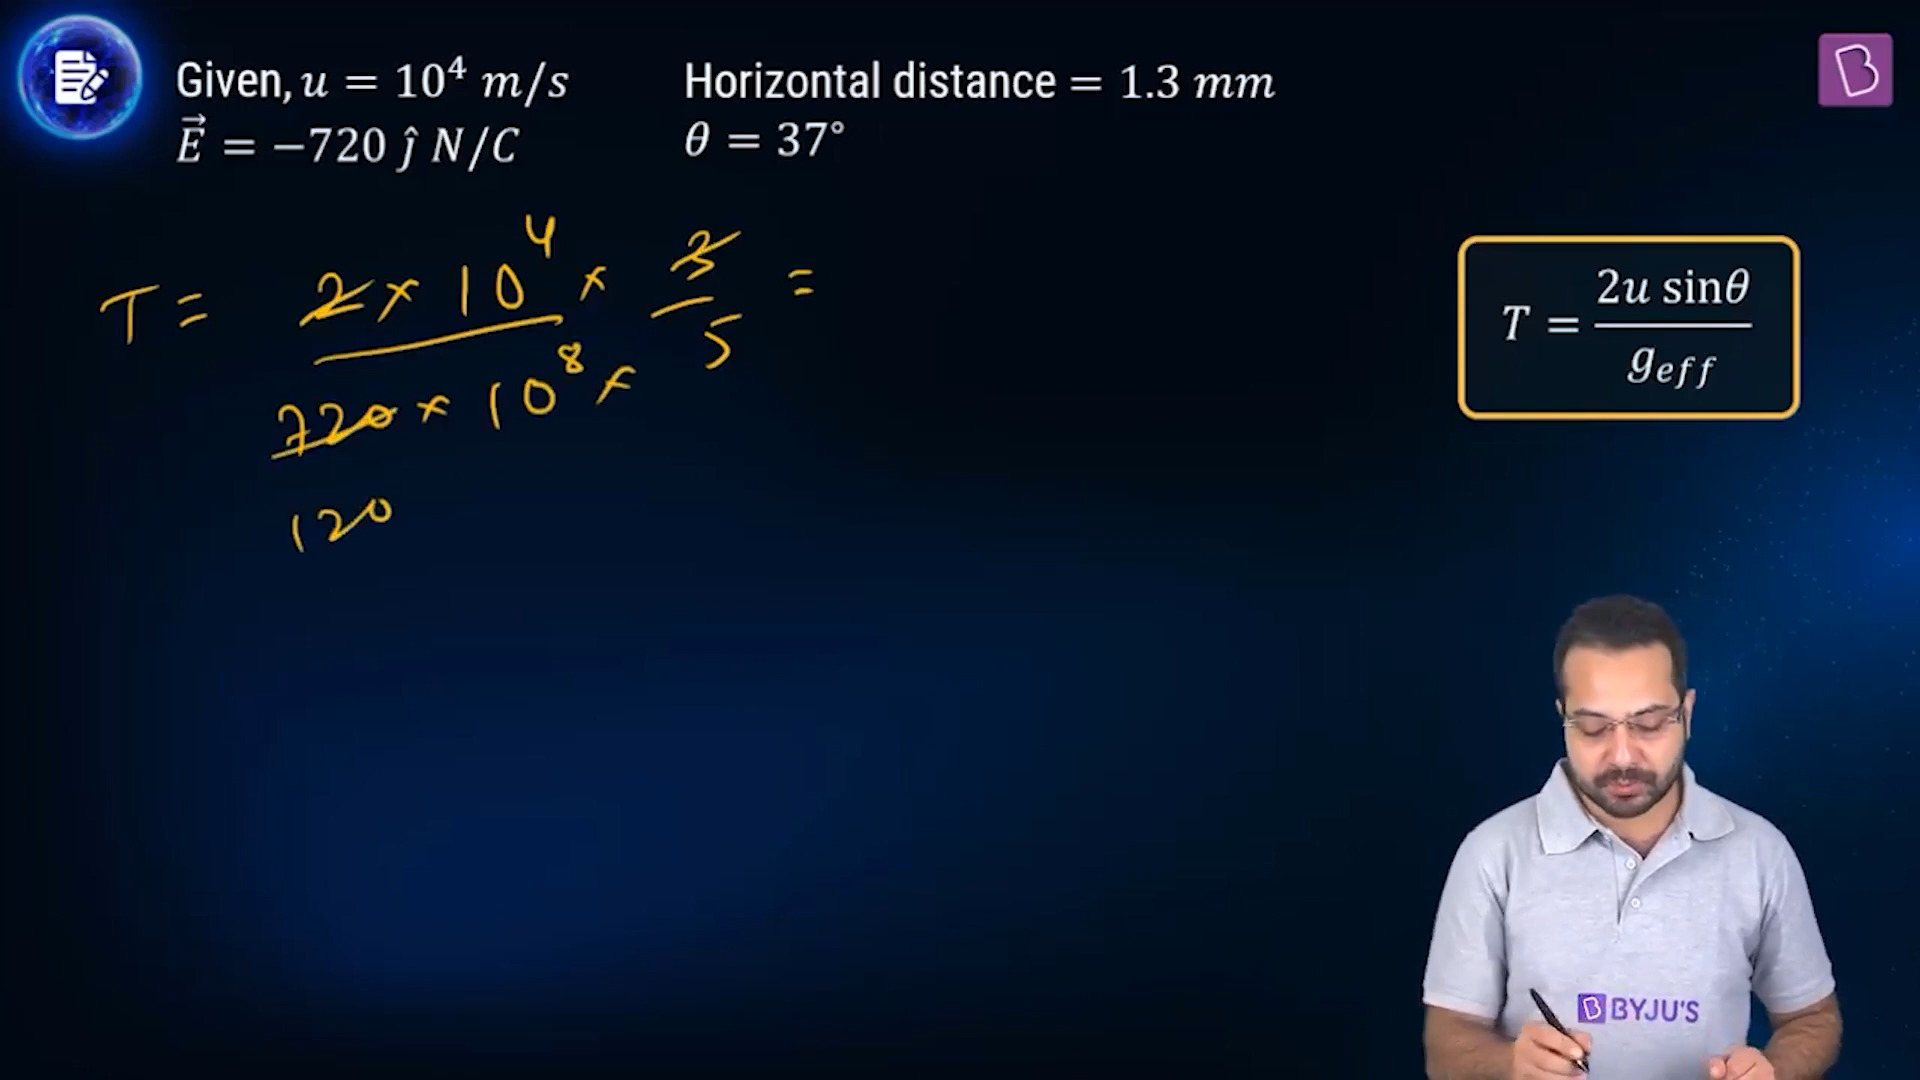 Given, u = 10⁴ m/s
E⃗ = −720 ĵ N/C
Horizontal distance = 1.3 mm
θ = 37°
T = 2 × 10⁴ × 3/5 =
720 × 10⁸ ×
120
T = 2u sinθ / g_eff
BYJU'S